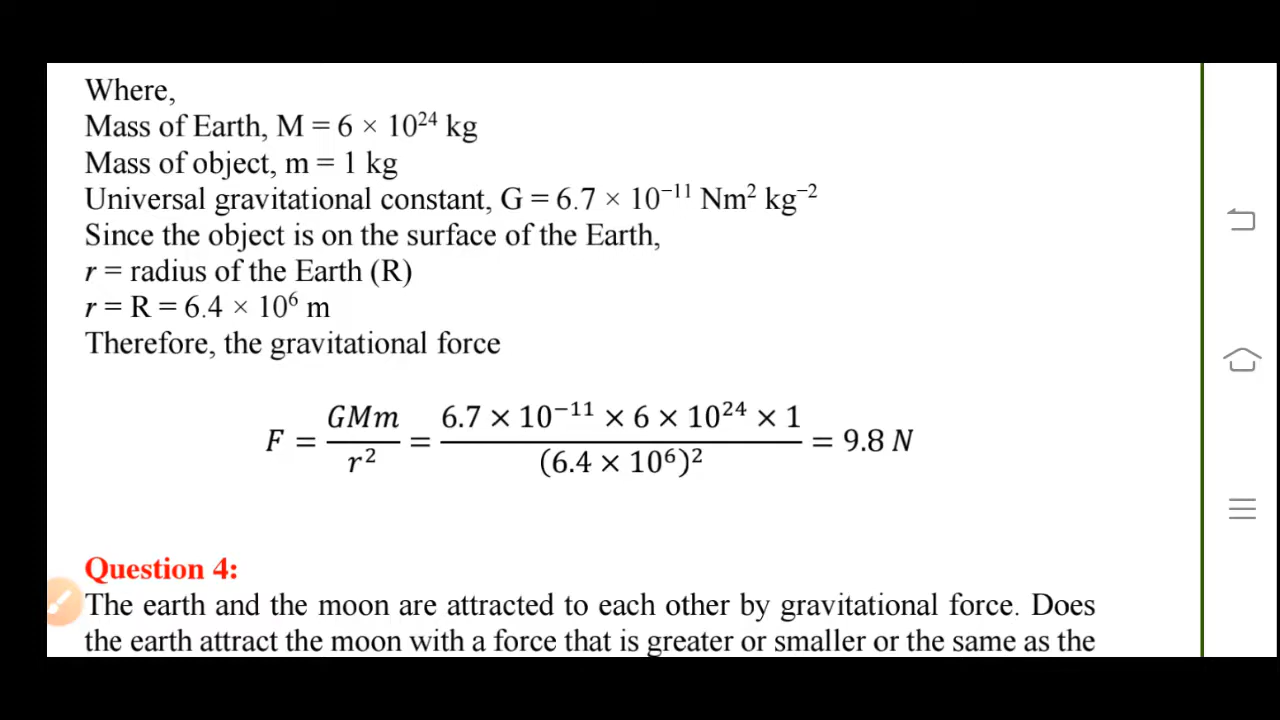 Where,
Mass of Earth, M = 6 × 10²⁴ kg
Mass of object, m = 1 kg
Universal gravitational constant, G = 6.7 × 10⁻¹¹ Nm² kg⁻²
Since the object is on the surface of the Earth,
r = radius of the Earth (R)
r = R = 6.4 × 10⁶ m
Therefore, the gravitational force
F = GMm / r² = 6.7 × 10⁻¹¹ × 6 × 10²⁴ × 1 / (6.4 × 10⁶)² = 9.8 N
Question 4:
The earth and the moon are attracted to each other by gravitational force. Does
the earth attract the moon with a force that is greater or smaller or the same as the